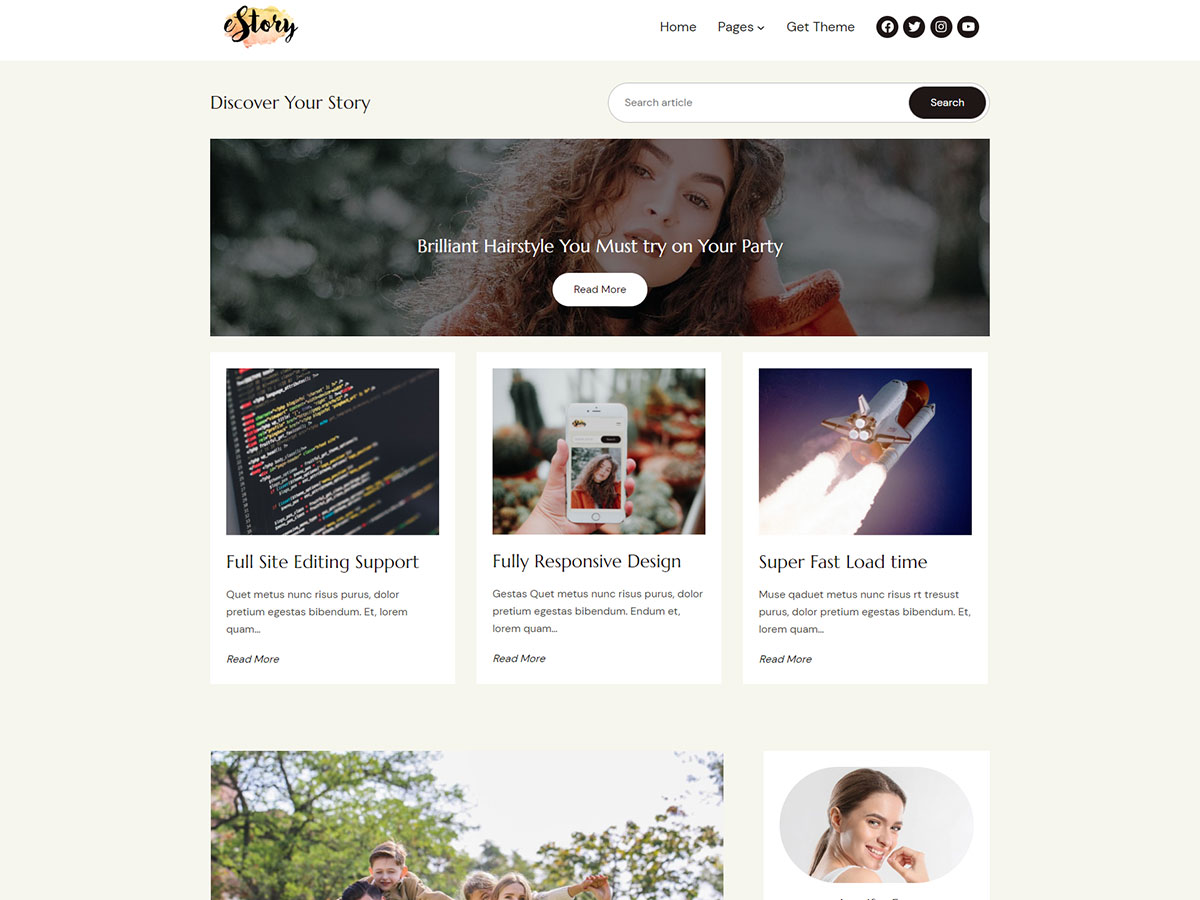 eStory
Home
Pages
Get Theme
Discover Your Story
Search article
Search
Brilliant Hairstyle You Must try on Your Party
Read More
Full Site Editing Support
Quet metus nunc risus purus, dolor
pretium egestas bibendum. Et, lorem
quam...
Read More
Fully Responsive Design
Gestas Quet metus nunc risus purus, dolor
pretium egestas bibendum. Endum et,
lorem quam...
Read More
Super Fast Load time
Muse qaduet metus nunc risus rt tresust
purus, dolor pretium egestas bibendum. Et,
lorem quam...
Read More